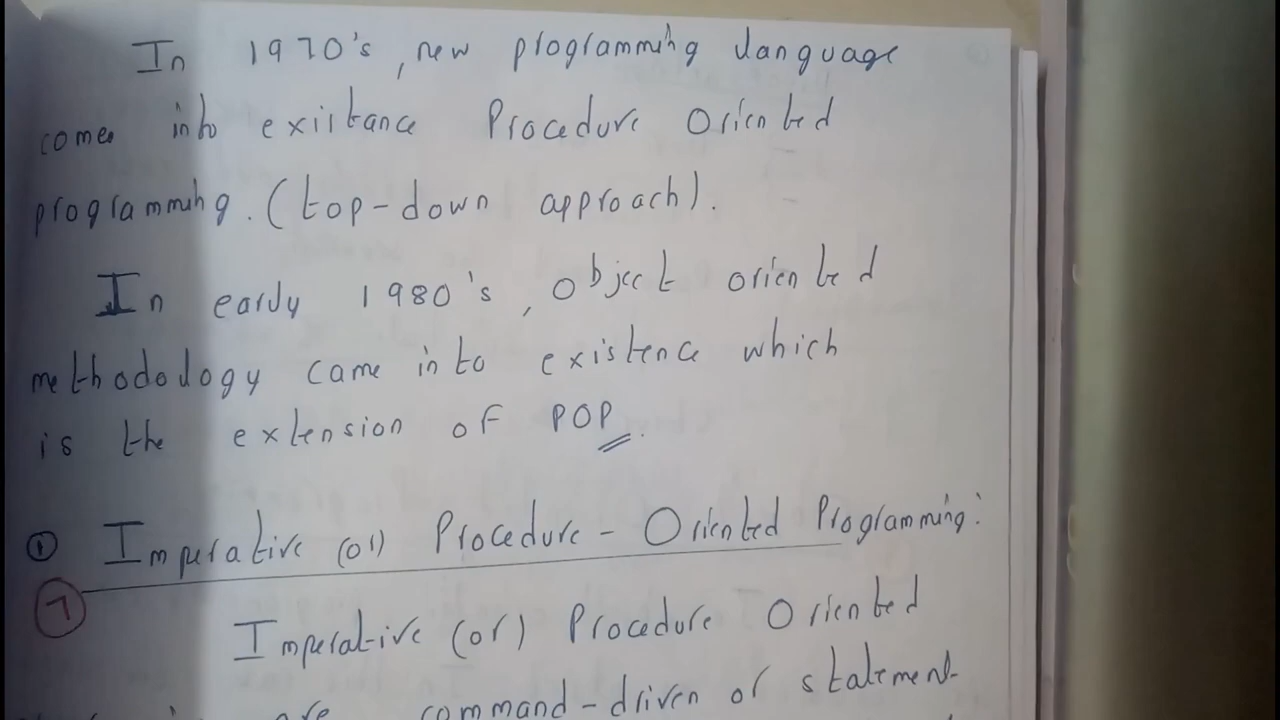 In 1970's, new programming language
comes into existance Procedure Oriented
programming. (top-down approach).
In early 1980's, Object oriented
methodology came into existence which
is the extension of POP.
① Imperative (or) Procedure - Oriented Programming:
7
Imperative (or) Procedure Oriented
are command-driven or statement-